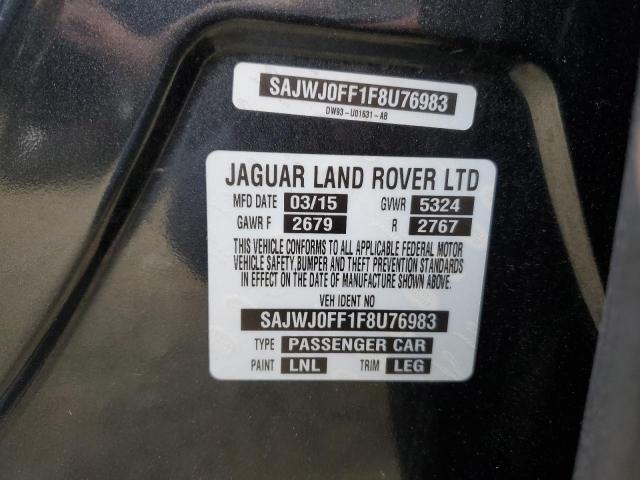 SAJWJ0FF1F8U76983
DW93-U01631-AB
JAGUAR LAND ROVER LTD
MFD DATE 03/15 GVWR 5324
GAWR F 2679 R 2767
THIS VEHICLE CONFORMS TO ALL APPLICABLE FEDERAL MOTOR
VEHICLE SAFETY,BUMPER AND THEFT PREVENTION STANDARDS
IN EFFECT ON THE DATE OF MANUFACTURE SHOWN ABOVE.
VEH IDENT NO
SAJWJ0FF1F8U76983
TYPE PASSENGER CAR
PAINT LNL TRIM LEG